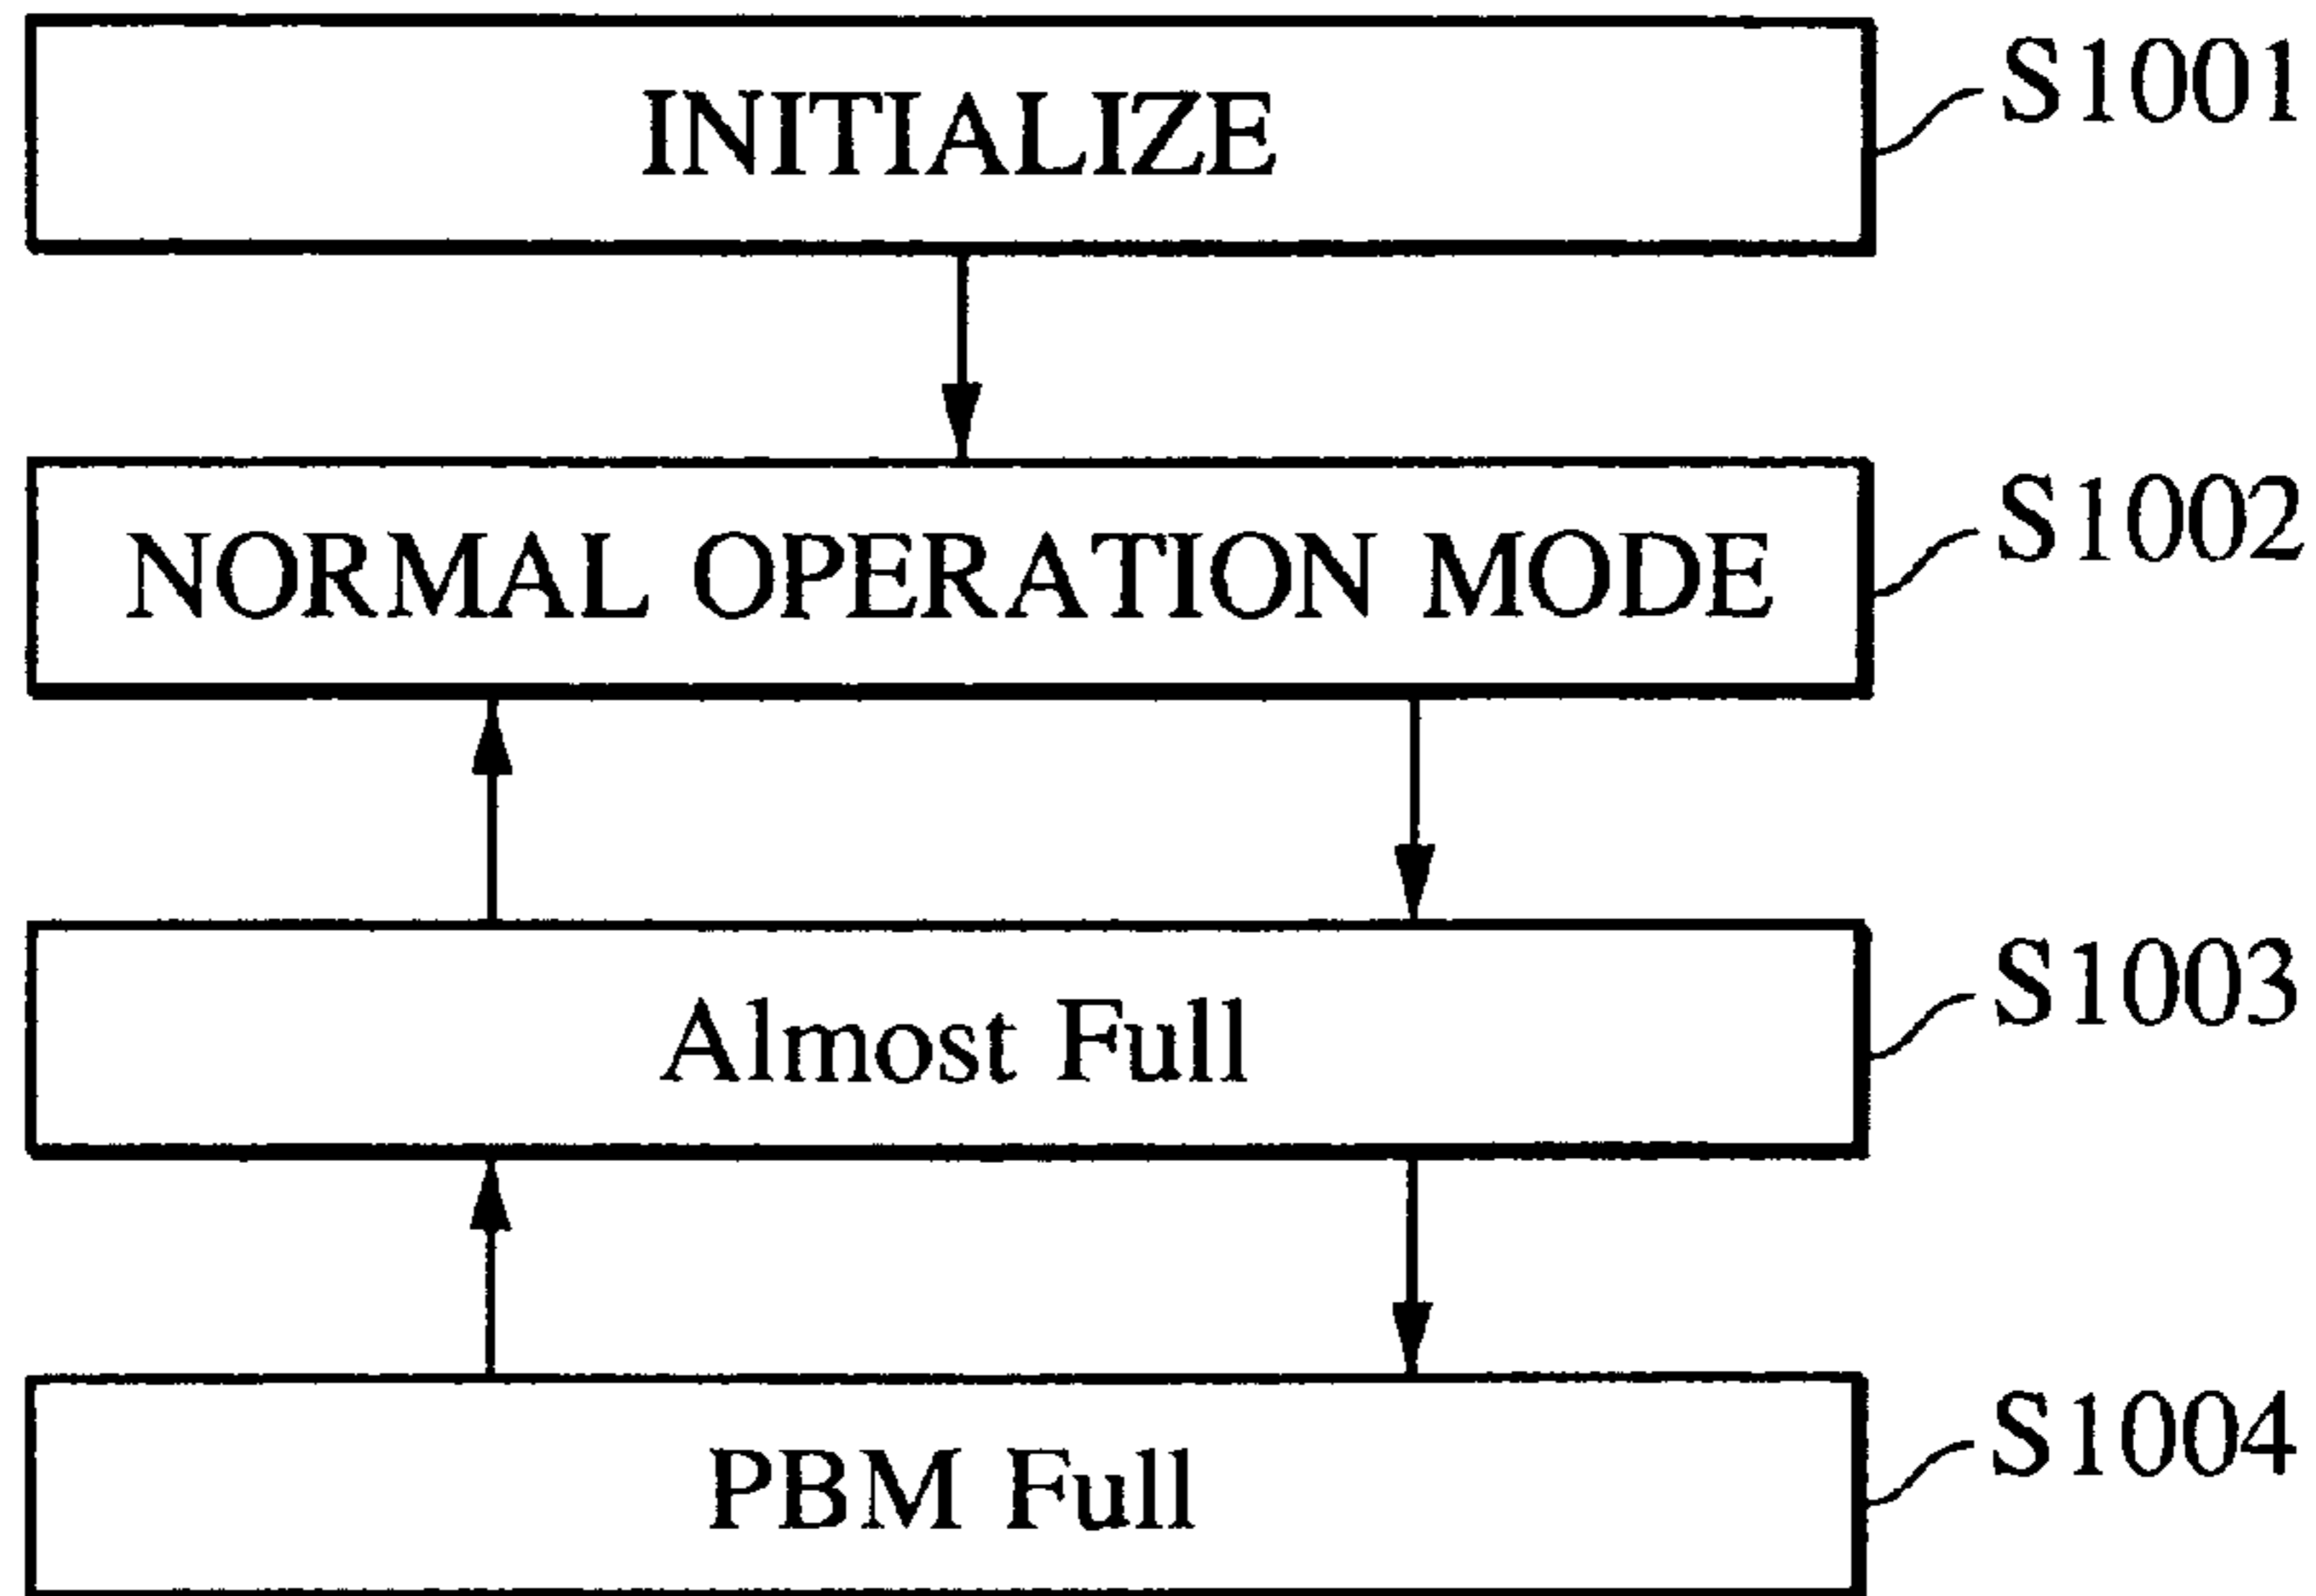 INITIALIZE
S1001
NORMAL OPERATION MODE
S1002
Almost Full
S1003
PBM Full
S1004